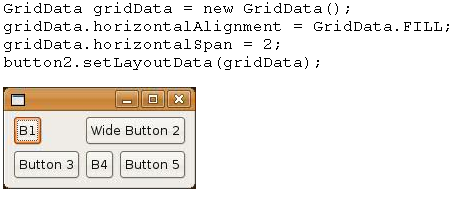 GridData gridData = new GridData();
gridData.horizontalAlignment = GridData.FILL;
gridData.horizontalSpan = 2;
button2.setLayoutData(gridData);
B1 Wide Button 2
Button 3 B4 Button 5